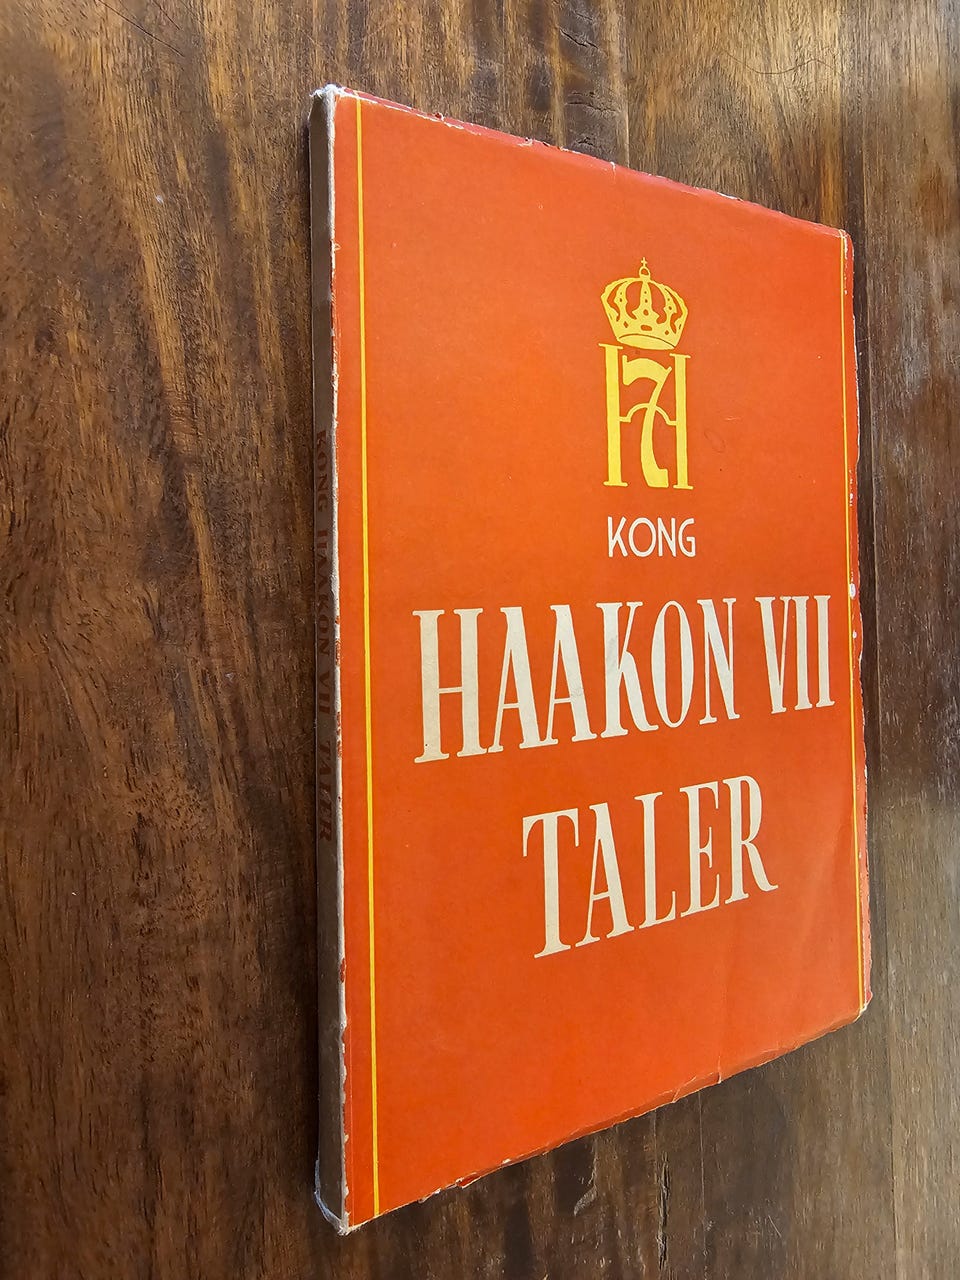 H7
KONG
HAAKON VII
TALER
KONG HAAKON VII TALER